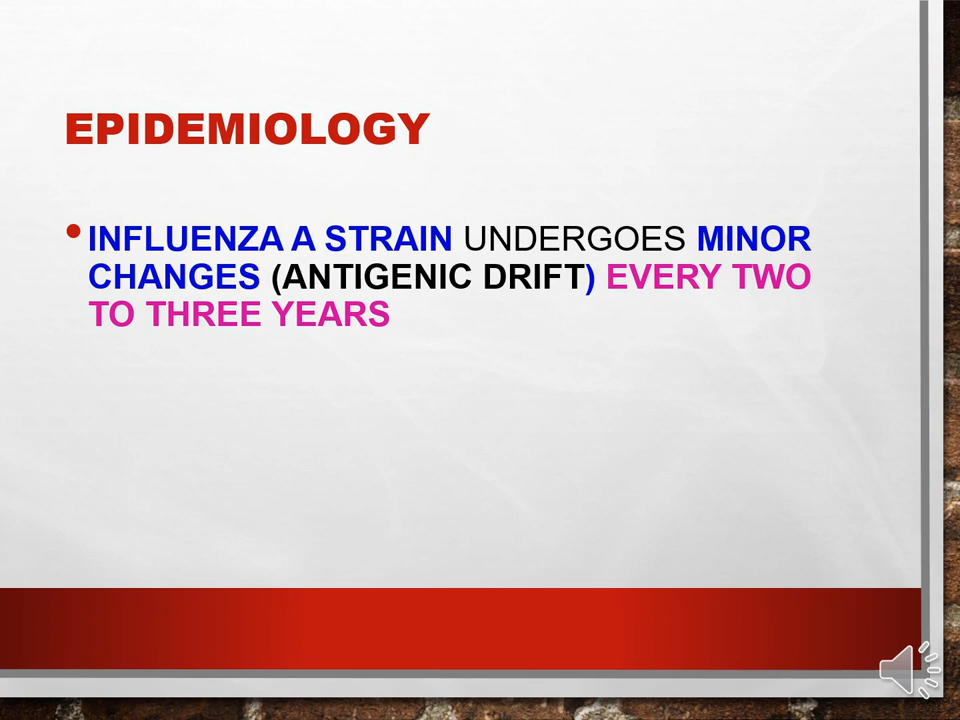 EPIDEMIOLOGY
• INFLUENZA A STRAIN UNDERGOES MINOR
CHANGES (ANTIGENIC DRIFT) EVERY TWO
TO THREE YEARS